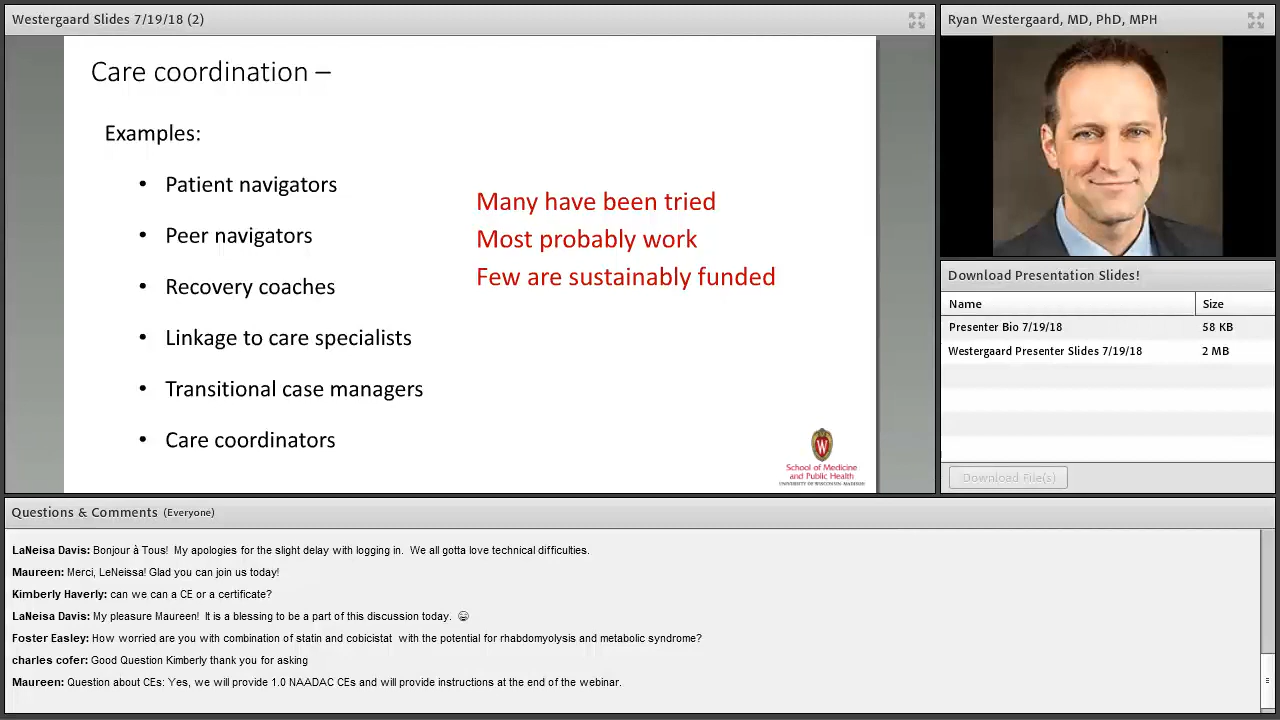 Westergaard Slides 7/19/18 (2)
Care coordination –
Examples:
• Patient navigators
• Peer navigators
• Recovery coaches
• Linkage to care specialists
• Transitional case managers
• Care coordinators
Many have been tried
Most probably work
Few are sustainably funded
W
School of Medicine
and Public Health
UNIVERSITY OF WISCONSIN-MADISON
Ryan Westergaard, MD, PhD, MPH
Download Presentation Slides!
Name Size
Presenter Bio 7/19/18 58 KB
Westergaard Presenter Slides 7/19/18 2 MB
Download File(s)
Questions & Comments (Everyone)
LaNeisa Davis: Bonjour à Tous! My apologies for the slight delay with logging in. We all gotta love technical difficulties.
Maureen: Merci, LeNeissa! Glad you can join us today!
Kimberly Haverly: can we can a CE or a certificate?
LaNeisa Davis: My pleasure Maureen! It is a blessing to be a part of this discussion today. 😄
Foster Easley: How worried are you with combination of statin and cobicistat with the potential for rhabdomyolysis and metabolic syndrome?
charles cofer: Good Question Kimberly thank you for asking
Maureen: Question about CEs: Yes, we will provide 1.0 NAADAC CEs and will provide instructions at the end of the webinar.